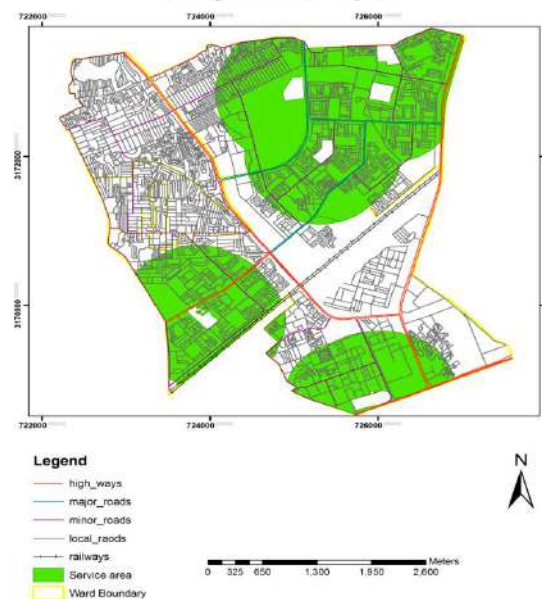 722000 724000 726000
3172000
3170000
722000 724000 726000
Legend
high_ways
major_roads
minor_roads
local_raods
railways
Service area
Ward Boundary
N
Meters
0 325 650 1,300 1,950 2,600